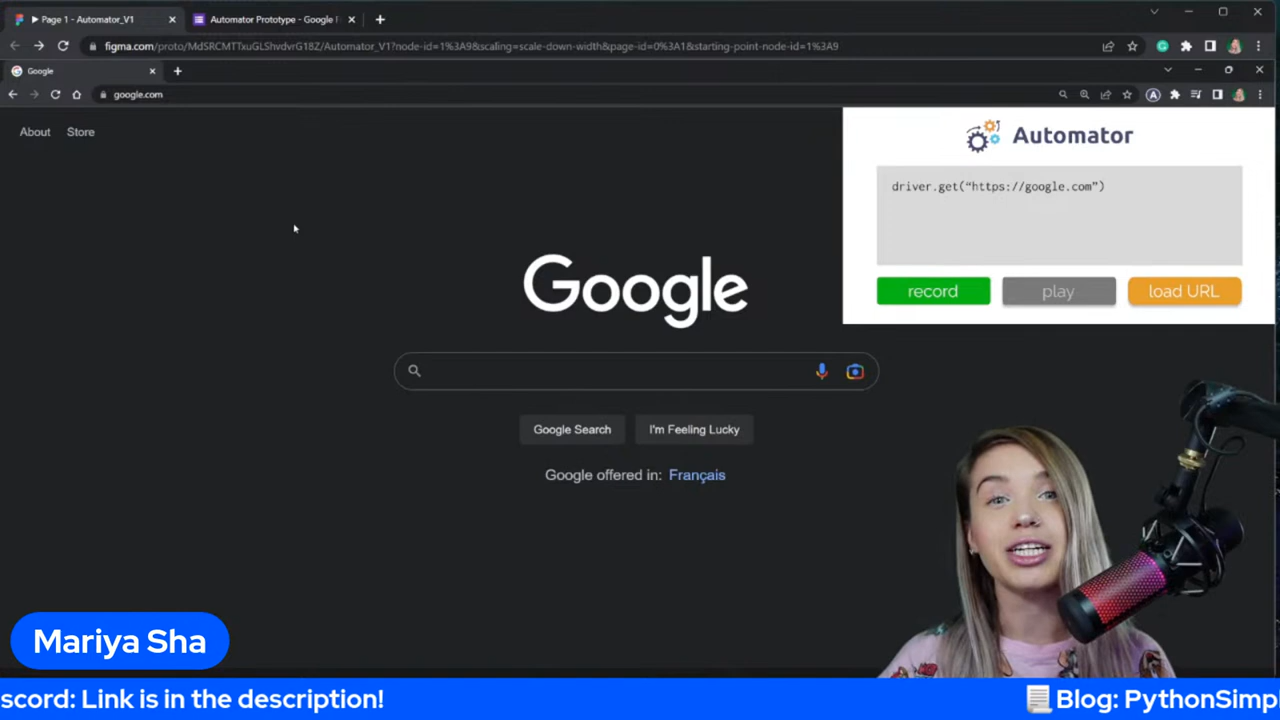 Page 1 - Automator_V1
Automator Prototype - Google
figma.com/proto/MdSRCMTTxuGLShvdvrG18Z/Automator_V1?node-id=1%3A9&scaling=scale-down-width&page-id=0%3A1&starting-point-node-id=1%3A9
Google
google.com
About Store
Automator
driver.get(“https://google.com”)
record play load URL
Google
Google Search I'm Feeling Lucky
Google offered in: Français
Mariya Sha
scord: Link is in the description! Blog: PythonSimpl